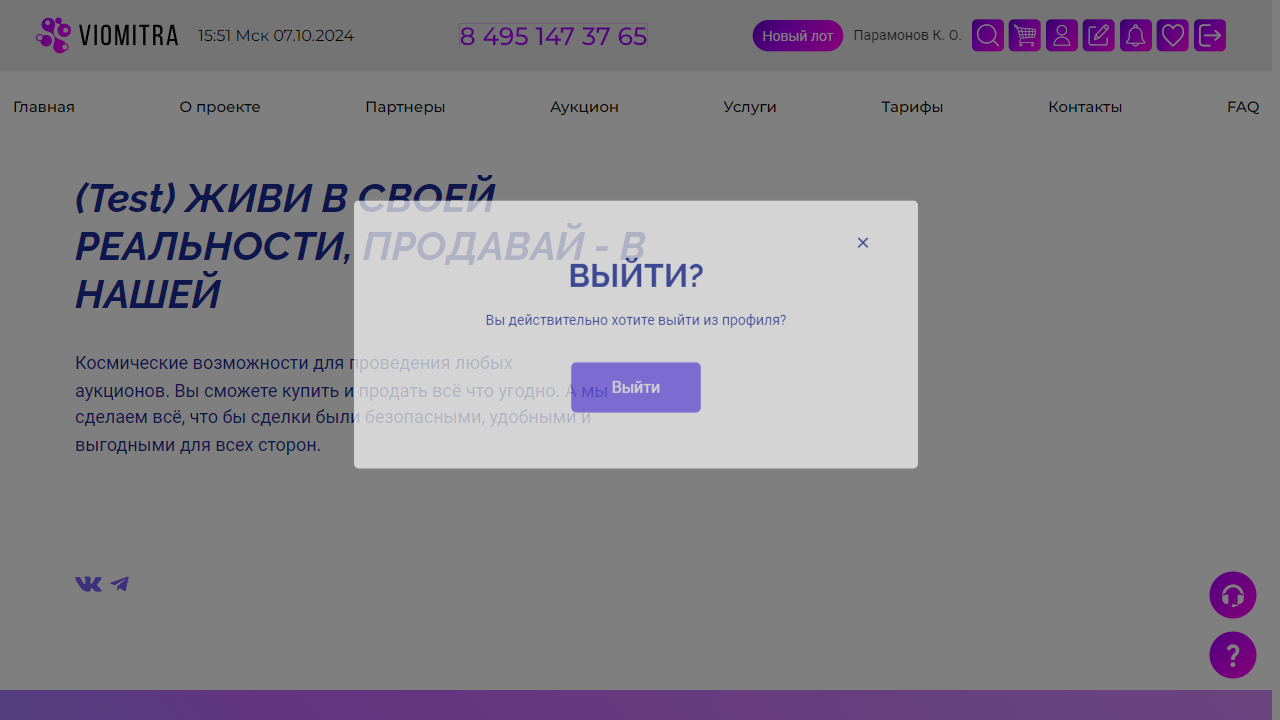 VIOMITRA 15:51 Мск 07.10.2024 8 495 147 37 65 Новый лот Парамонов К. О.
Главная О проекте Партнеры Аукцион Услуги Тарифы Контакты FAQ
(Test) ЖИВИ В СВОЕЙ
РЕАЛЬНОСТИ, ПРОДАВАЙ - В
НАШЕЙ
Космические возможности для проведения любых
аукционов. Вы сможете купить и продать всё что угодно. А мы
сделаем всё, что бы сделки были безопасными, удобными и
выгодными для всех сторон.
×
ВЫЙТИ?
Вы действительно хотите выйти из профиля?
Выйти
?